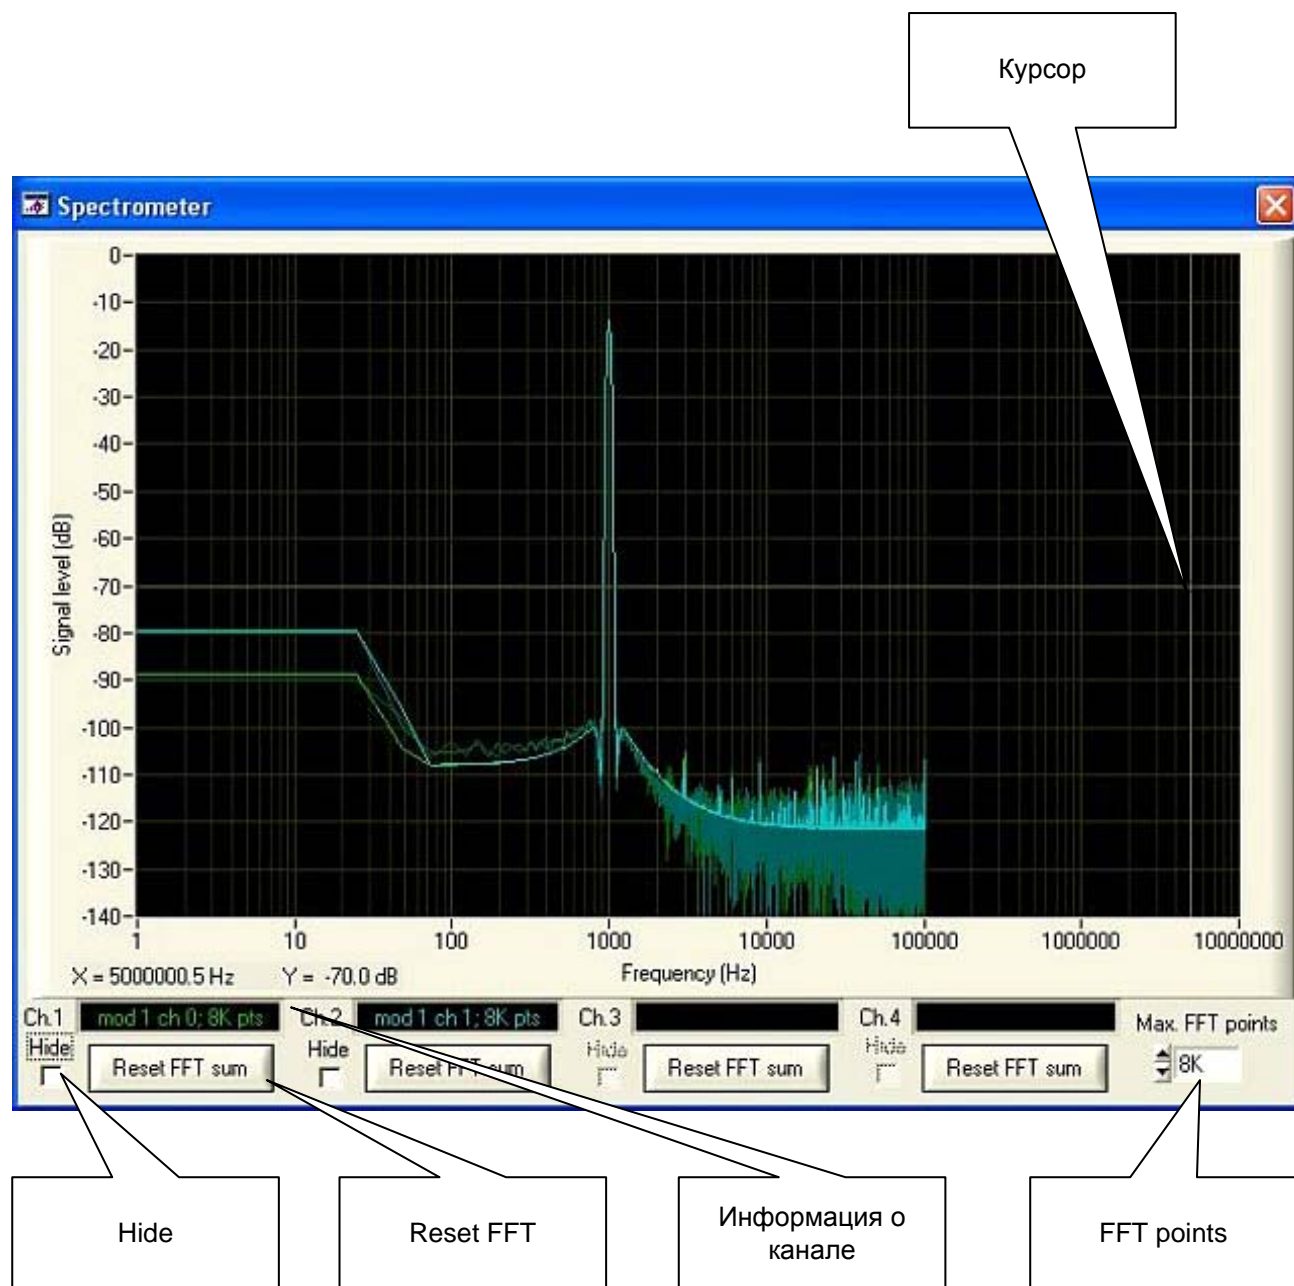 Курсор
Spectrometer
0
-10
-20
-30
-40
-50
-60
-70
-80
-90
-100
-110
-120
-130
-140
Signal level (dB)
1 10 100 1000 10000 100000 1000000 10000000
X = 5000000.5 Hz Y = -70.0 dB Frequency (Hz)
Ch.1 mod 1 ch 0; 8K pts Ch.2 mod 1 ch 1; 8K pts Ch.3 Ch.4 Max. FFT points
Hide Hide Hide Hide
Reset FFT sum Reset FFT sum Reset FFT sum Reset FFT sum 8K
Hide
Reset FFT
Информация о
канале
FFT points